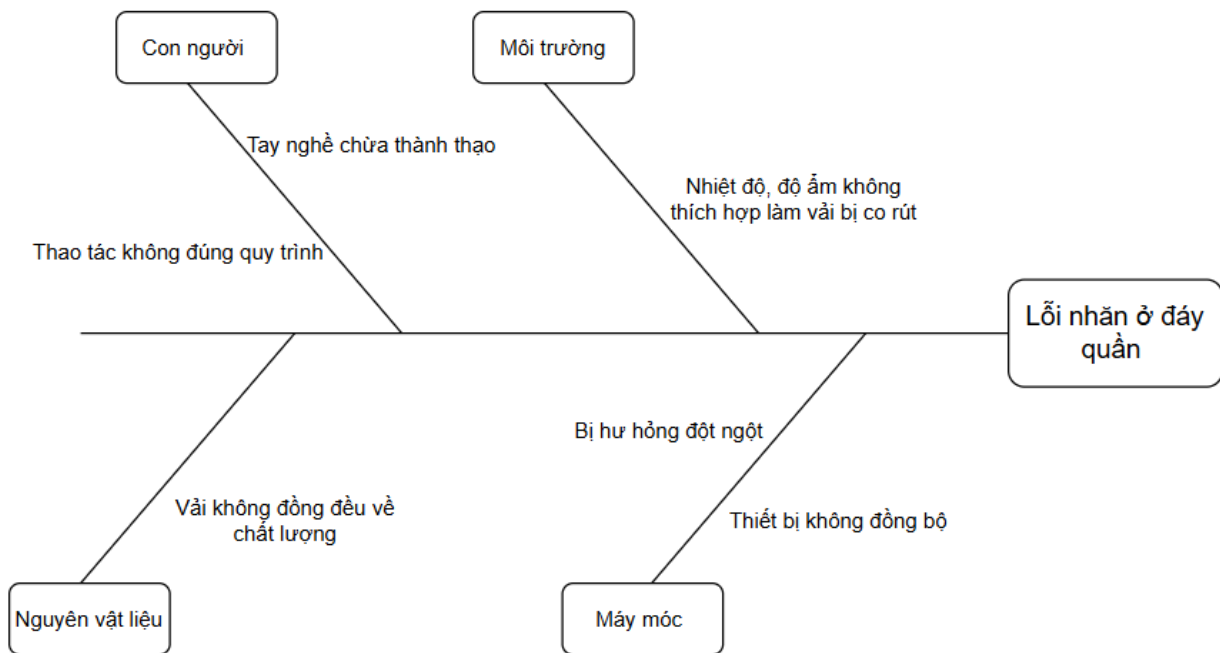 Con người
Môi trường
Tay nghề chừa thành thạo
Nhiệt độ, độ ẩm không
thích hợp làm vải bị co rút
Thao tác không đúng quy trình
Lỗi nhăn ở đáy
quần
Bị hư hỏng đột ngột
Vải không đồng đều về
chất lượng
Thiết bị không đồng bộ
Nguyên vật liệu
Máy móc